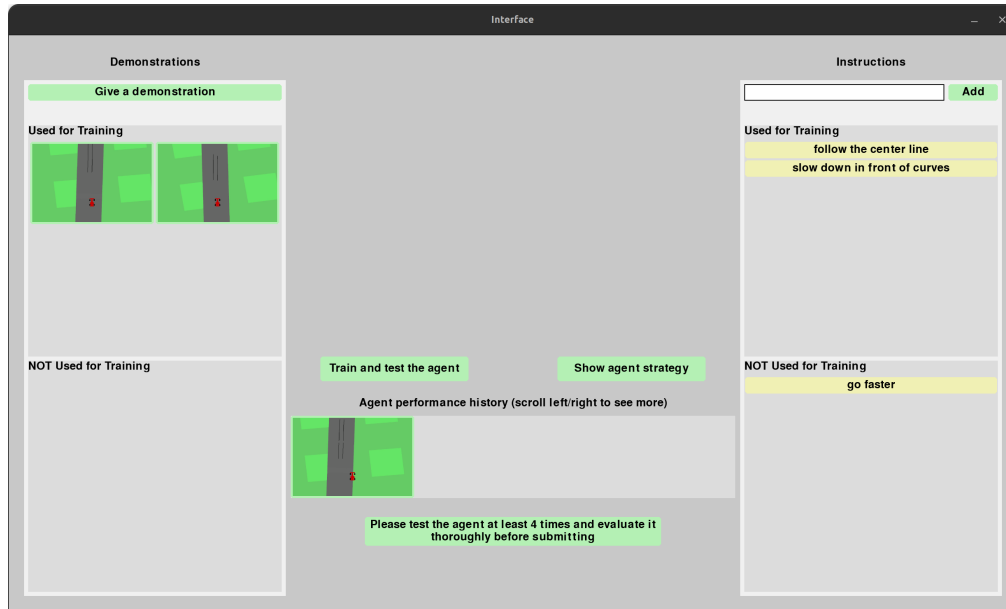 Interface
Demonstrations
Give a demonstration
Used for Training
NOT Used for Training
Train and test the agent
Show agent strategy
Agent performance history (scroll left/right to see more)
Please test the agent at least 4 times and evaluate it
thoroughly before submitting
Instructions
Add
Used for Training
follow the center line
slow down in front of curves
NOT Used for Training
go faster